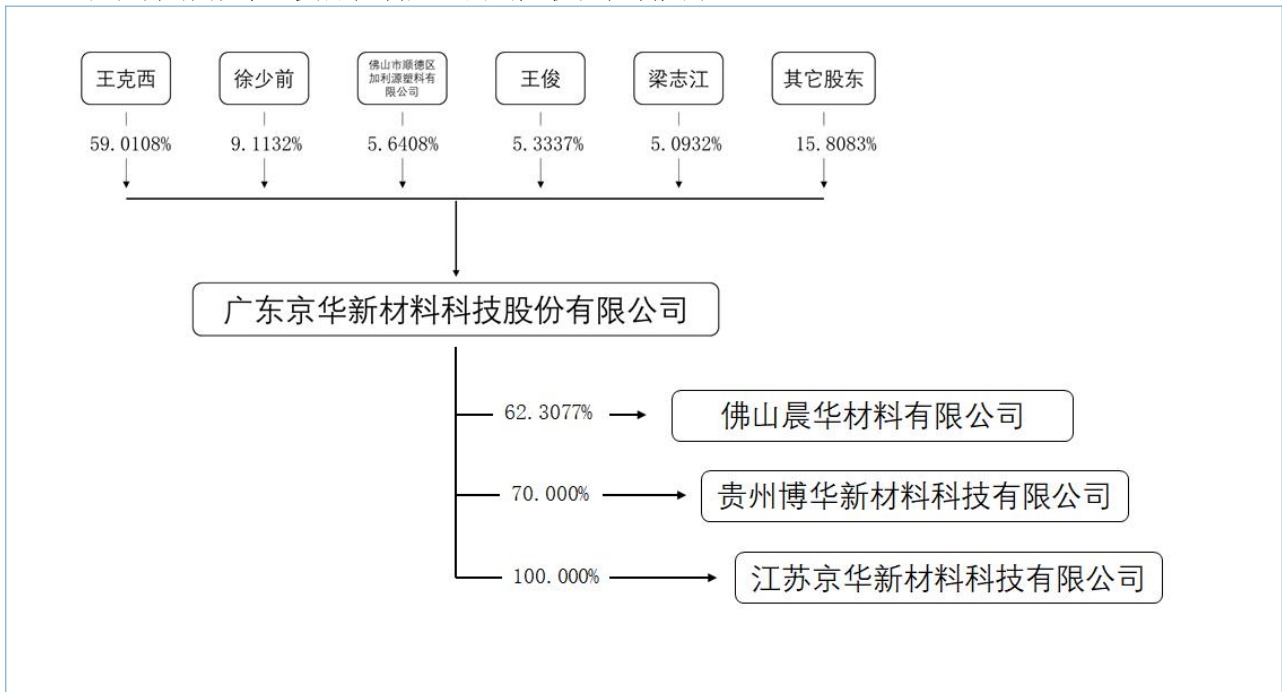 王克西
徐少前
佛山市顺德区
加利源塑料有
限公司
王俊
梁志江
其它股东
59.0108%
9.1132%
5.6408%
5.3337%
5.0932%
15.8083%
广东京华新材料科技股份有限公司
62.3077%
佛山晨华材料有限公司
70.000%
贵州博华新材料科技有限公司
100.000%
江苏京华新材料科技有限公司